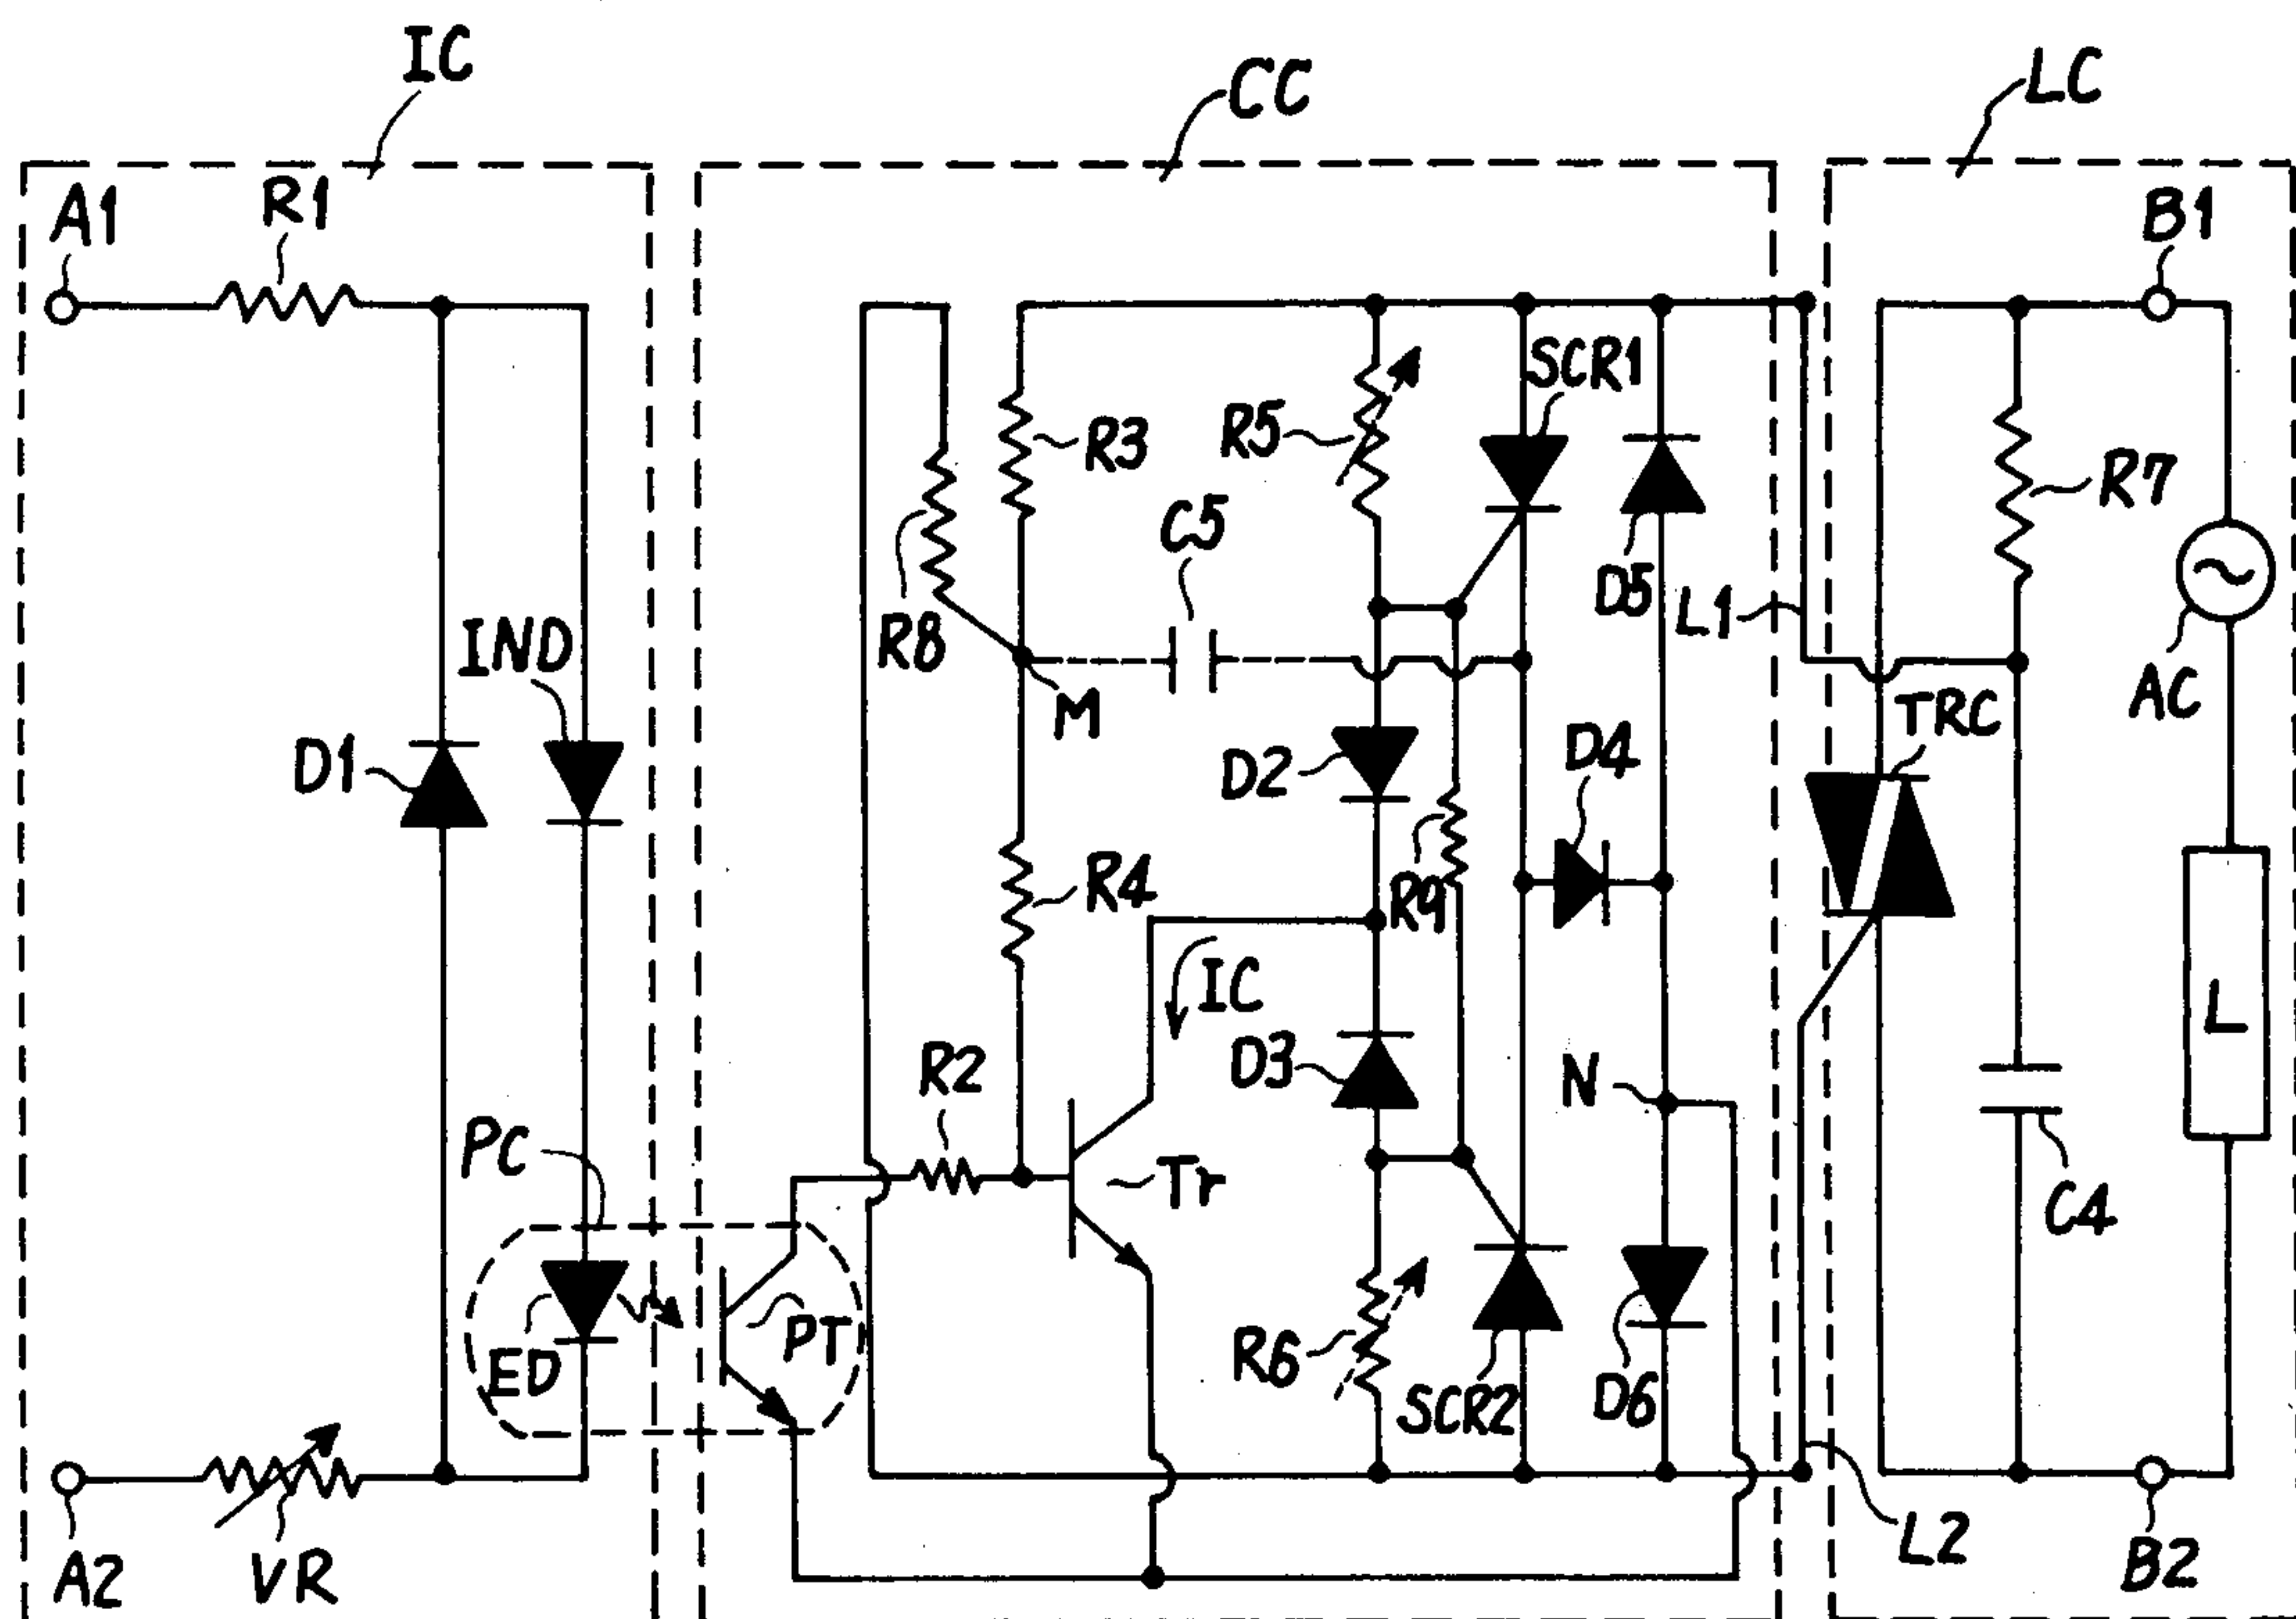 IC
CC
LC
A1
R1
B1
SCR1
R3
R5
R7
C5
D5
L1
R8
IND
M
AC
TRC
D1
D2
D4
R4
R9
IC
L
R2
D3
N
PC
Tr
C4
PT
ED
R6
SCR2
D6
A2
VR
L2
B2